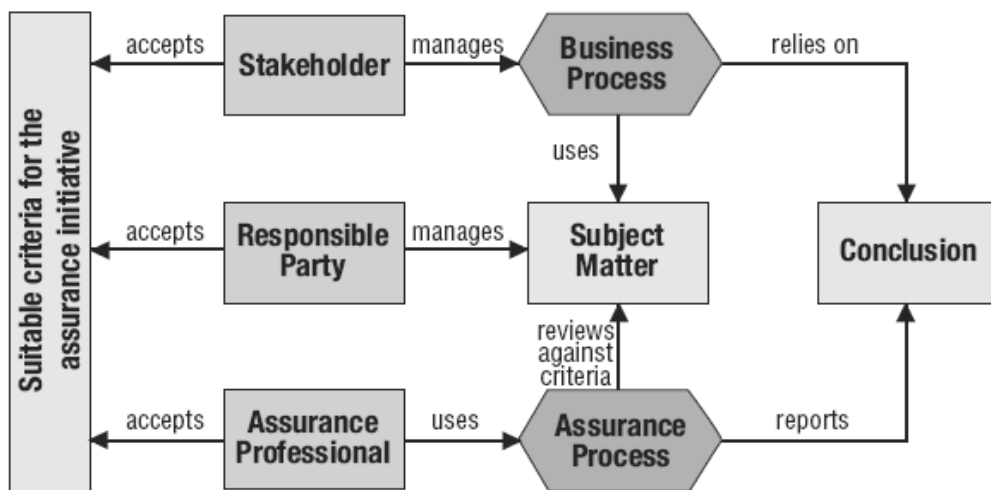 Suitable criteria for the
assurance initiative
accepts
Stakeholder
manages
Business
Process
relies on
uses
accepts
Responsible
Party
manages
Subject
Matter
Conclusion
reviews
against
criteria
accepts
Assurance
Professional
uses
Assurance
Process
reports